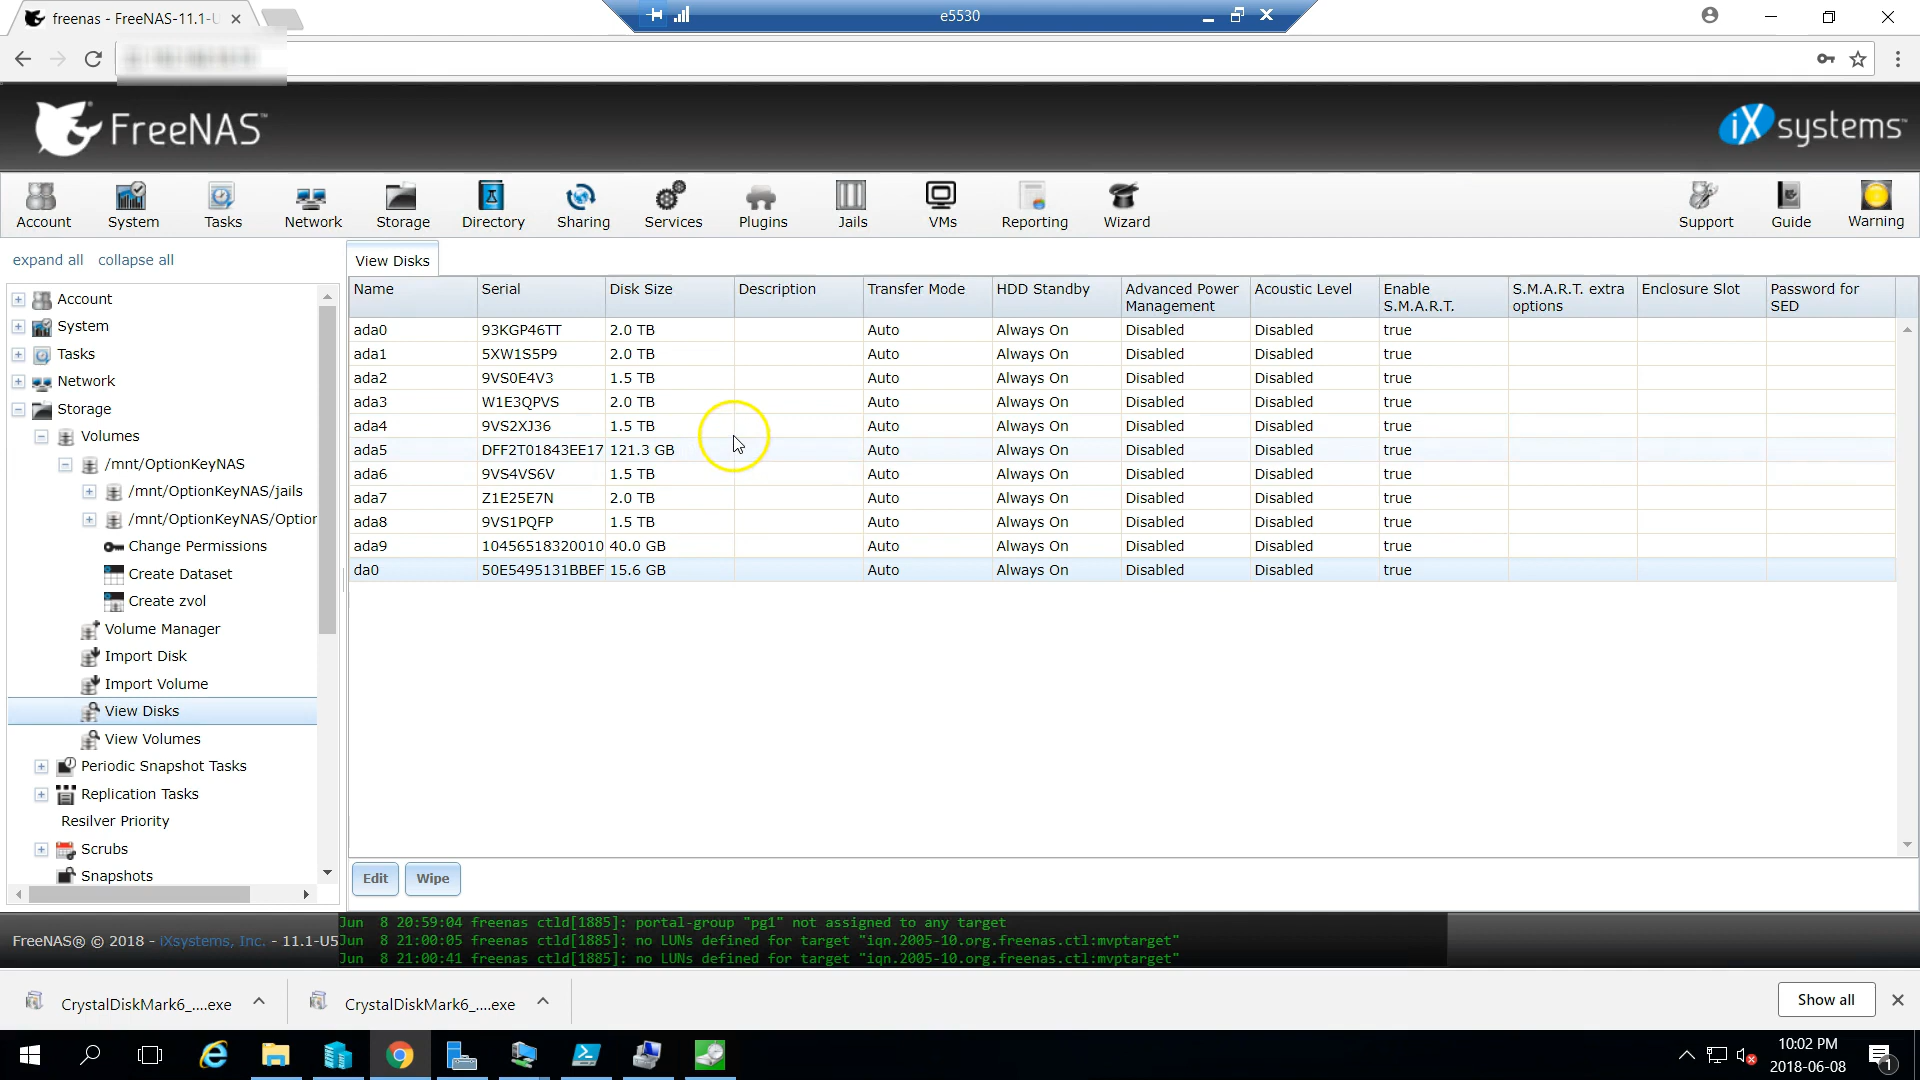 freenas - FreeNAS-11.1-U
e5530
FreeNAS™
iXsystems™
Account
System
Tasks
Network
Storage
Directory
Sharing
Services
Plugins
Jails
VMs
Reporting
Wizard
Support
Guide
Warning
expand all collapse all
Account
System
Tasks
Network
Storage
Volumes
/mnt/OptionKeyNAS
/mnt/OptionKeyNAS/jails
/mnt/OptionKeyNAS/Option
Change Permissions
Create Dataset
Create zvol
Volume Manager
Import Disk
Import Volume
View Disks
View Volumes
Periodic Snapshot Tasks
Replication Tasks
Resilver Priority
Scrubs
Snapshots
View Disks
Name Serial Disk Size Description Transfer Mode HDD Standby Advanced Power Management Acoustic Level Enable S.M.A.R.T. S.M.A.R.T. extra options Enclosure Slot Password for SED
ada0 93KGP46TT 2.0 TB Auto Always On Disabled Disabled true
ada1 5XW1S5P9 2.0 TB Auto Always On Disabled Disabled true
ada2 9VS0E4V3 1.5 TB Auto Always On Disabled Disabled true
ada3 W1E3QPVS 2.0 TB Auto Always On Disabled Disabled true
ada4 9VS2XJ36 1.5 TB Auto Always On Disabled Disabled true
ada5 DFF2T01843EE17 121.3 GB Auto Always On Disabled Disabled true
ada6 9VS4VS6V 1.5 TB Auto Always On Disabled Disabled true
ada7 Z1E25E7N 2.0 TB Auto Always On Disabled Disabled true
ada8 9VS1PQFP 1.5 TB Auto Always On Disabled Disabled true
ada9 10456518320010 40.0 GB Auto Always On Disabled Disabled true
da0 50E5495131BBEF 15.6 GB Auto Always On Disabled Disabled true
Edit
Wipe
FreeNAS® © 2018 - iXsystems, Inc. - 11.1-U5
Jun 8 20:59:04 freenas ctld[1885]: portal-group "pg1" not assigned to any target
Jun 8 21:00:05 freenas ctld[1885]: no LUNs defined for target "iqn.2005-10.org.freenas.ctl:mvptarget"
Jun 8 21:00:41 freenas ctld[1885]: no LUNs defined for target "iqn.2005-10.org.freenas.ctl:mvptarget"
CrystalDiskMark6_....exe
CrystalDiskMark6_....exe
Show all
10:02 PM
2018-06-08
1